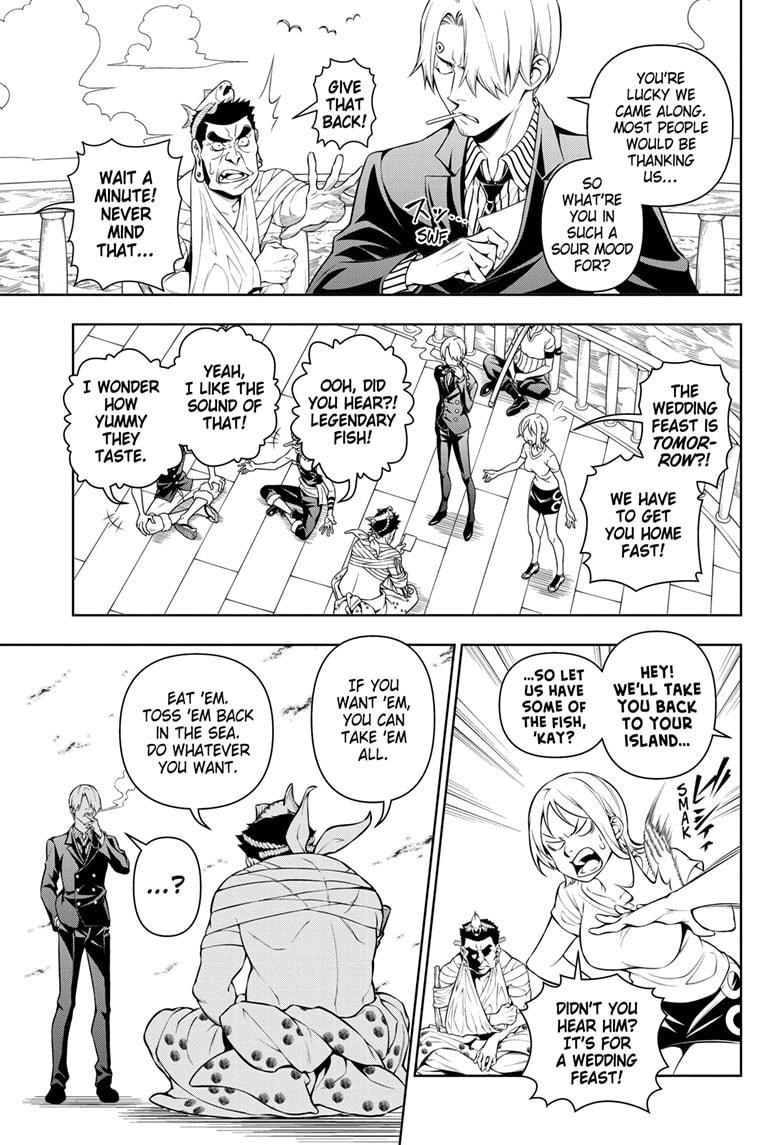 YOU'RE
LUCKY WE
CAME ALONG.
MOST PEOPLE
WOULD BE
THANKING
US...
SO
WHAT'RE
YOU IN
SUCH A
SOUR MOOD
FOR?
GIVE
THAT
BACK!
スッ...
SWF
WAIT A
MINUTE!
NEVER
MIND
THAT...
THE
WEDDING
FEAST IS
TOMOR-
ROW?!
WE HAVE
TO GET
YOU HOME
FAST!
OOH, DID
YOU HEAR?!
LEGENDARY
FISH!
YEAH,
I LIKE THE
SOUND OF
THAT!
I WONDER
HOW
YUMMY
THEY
TASTE.
HEY!
WE'LL TAKE
YOU BACK
TO YOUR
ISLAND...
...SO LET
US HAVE
SOME OF
THE FISH,
'KAY?
SMAK
DIDN'T YOU
HEAR HIM?
IT'S FOR
A WEDDING
FEAST!
IF YOU
WANT 'EM,
YOU CAN
TAKE 'EM
ALL.
EAT 'EM.
TOSS 'EM BACK
IN THE SEA.
DO WHATEVER
YOU WANT.
...?